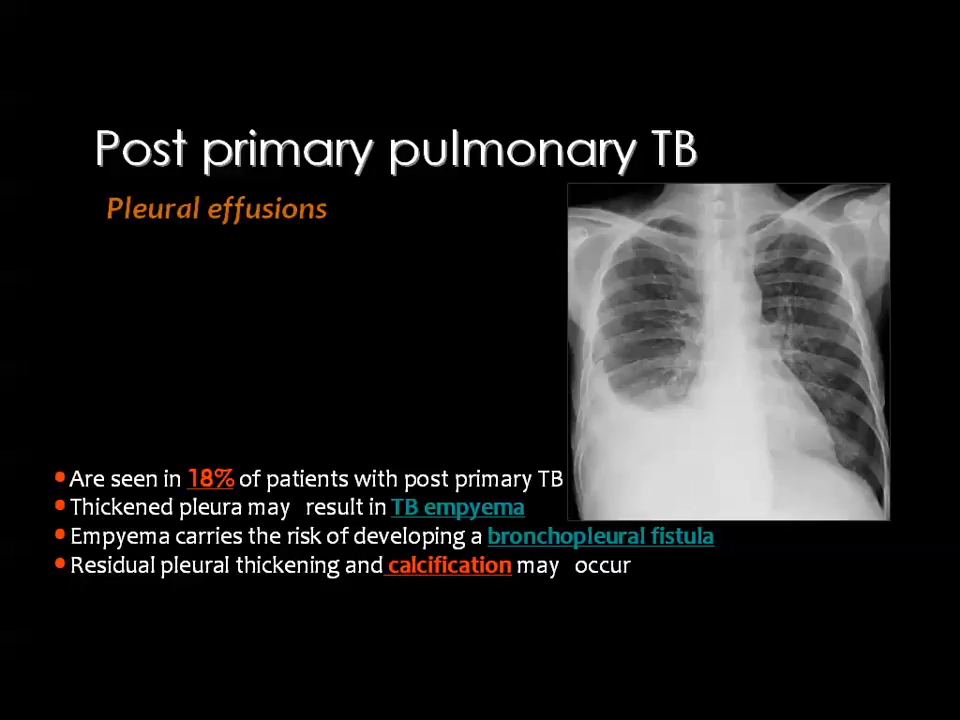 Post primary pulmonary TB
Pleural effusions
• Are seen in 18% of patients with post primary TB
• Thickened pleura may result in TB empyema
• Empyema carries the risk of developing a bronchopleural fistula
• Residual pleural thickening and calcification may occur